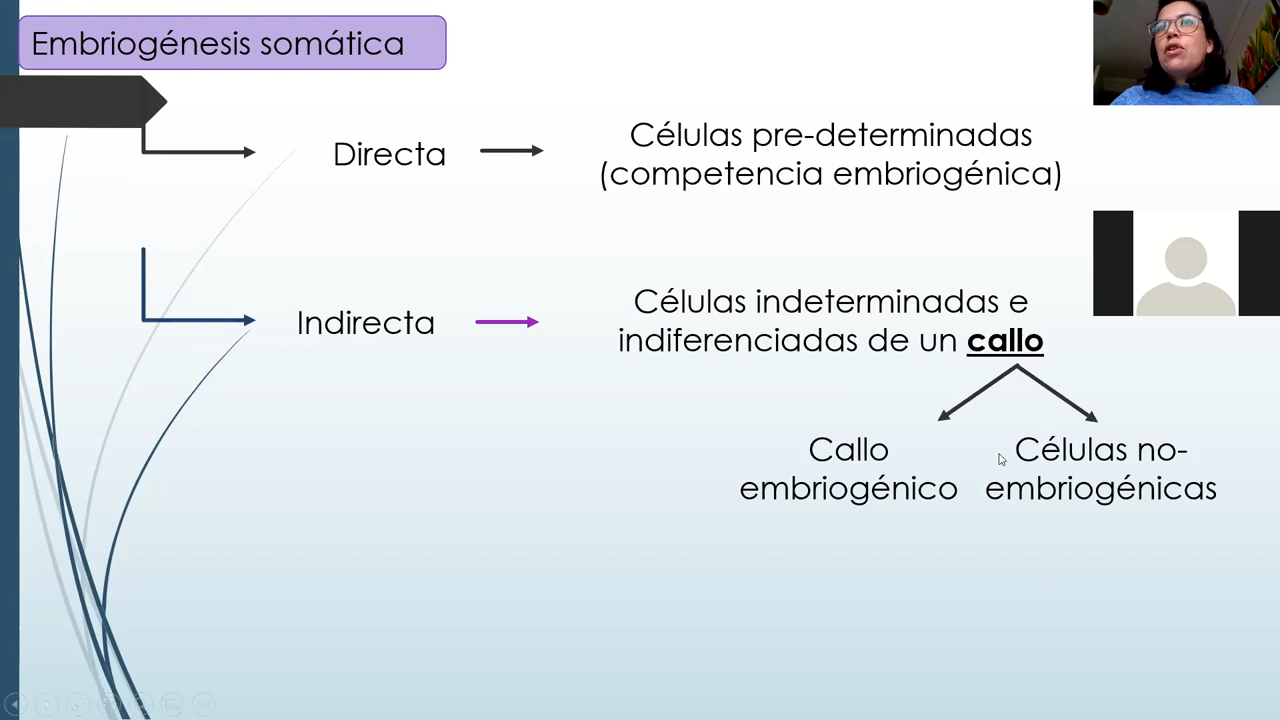 Embriogénesis somática
Directa
Células pre-determinadas
(competencia embriogénica)
Indirecta
Células indeterminadas e
indiferenciadas de un callo
Callo
embriogénico
Células no-
embriogénicas